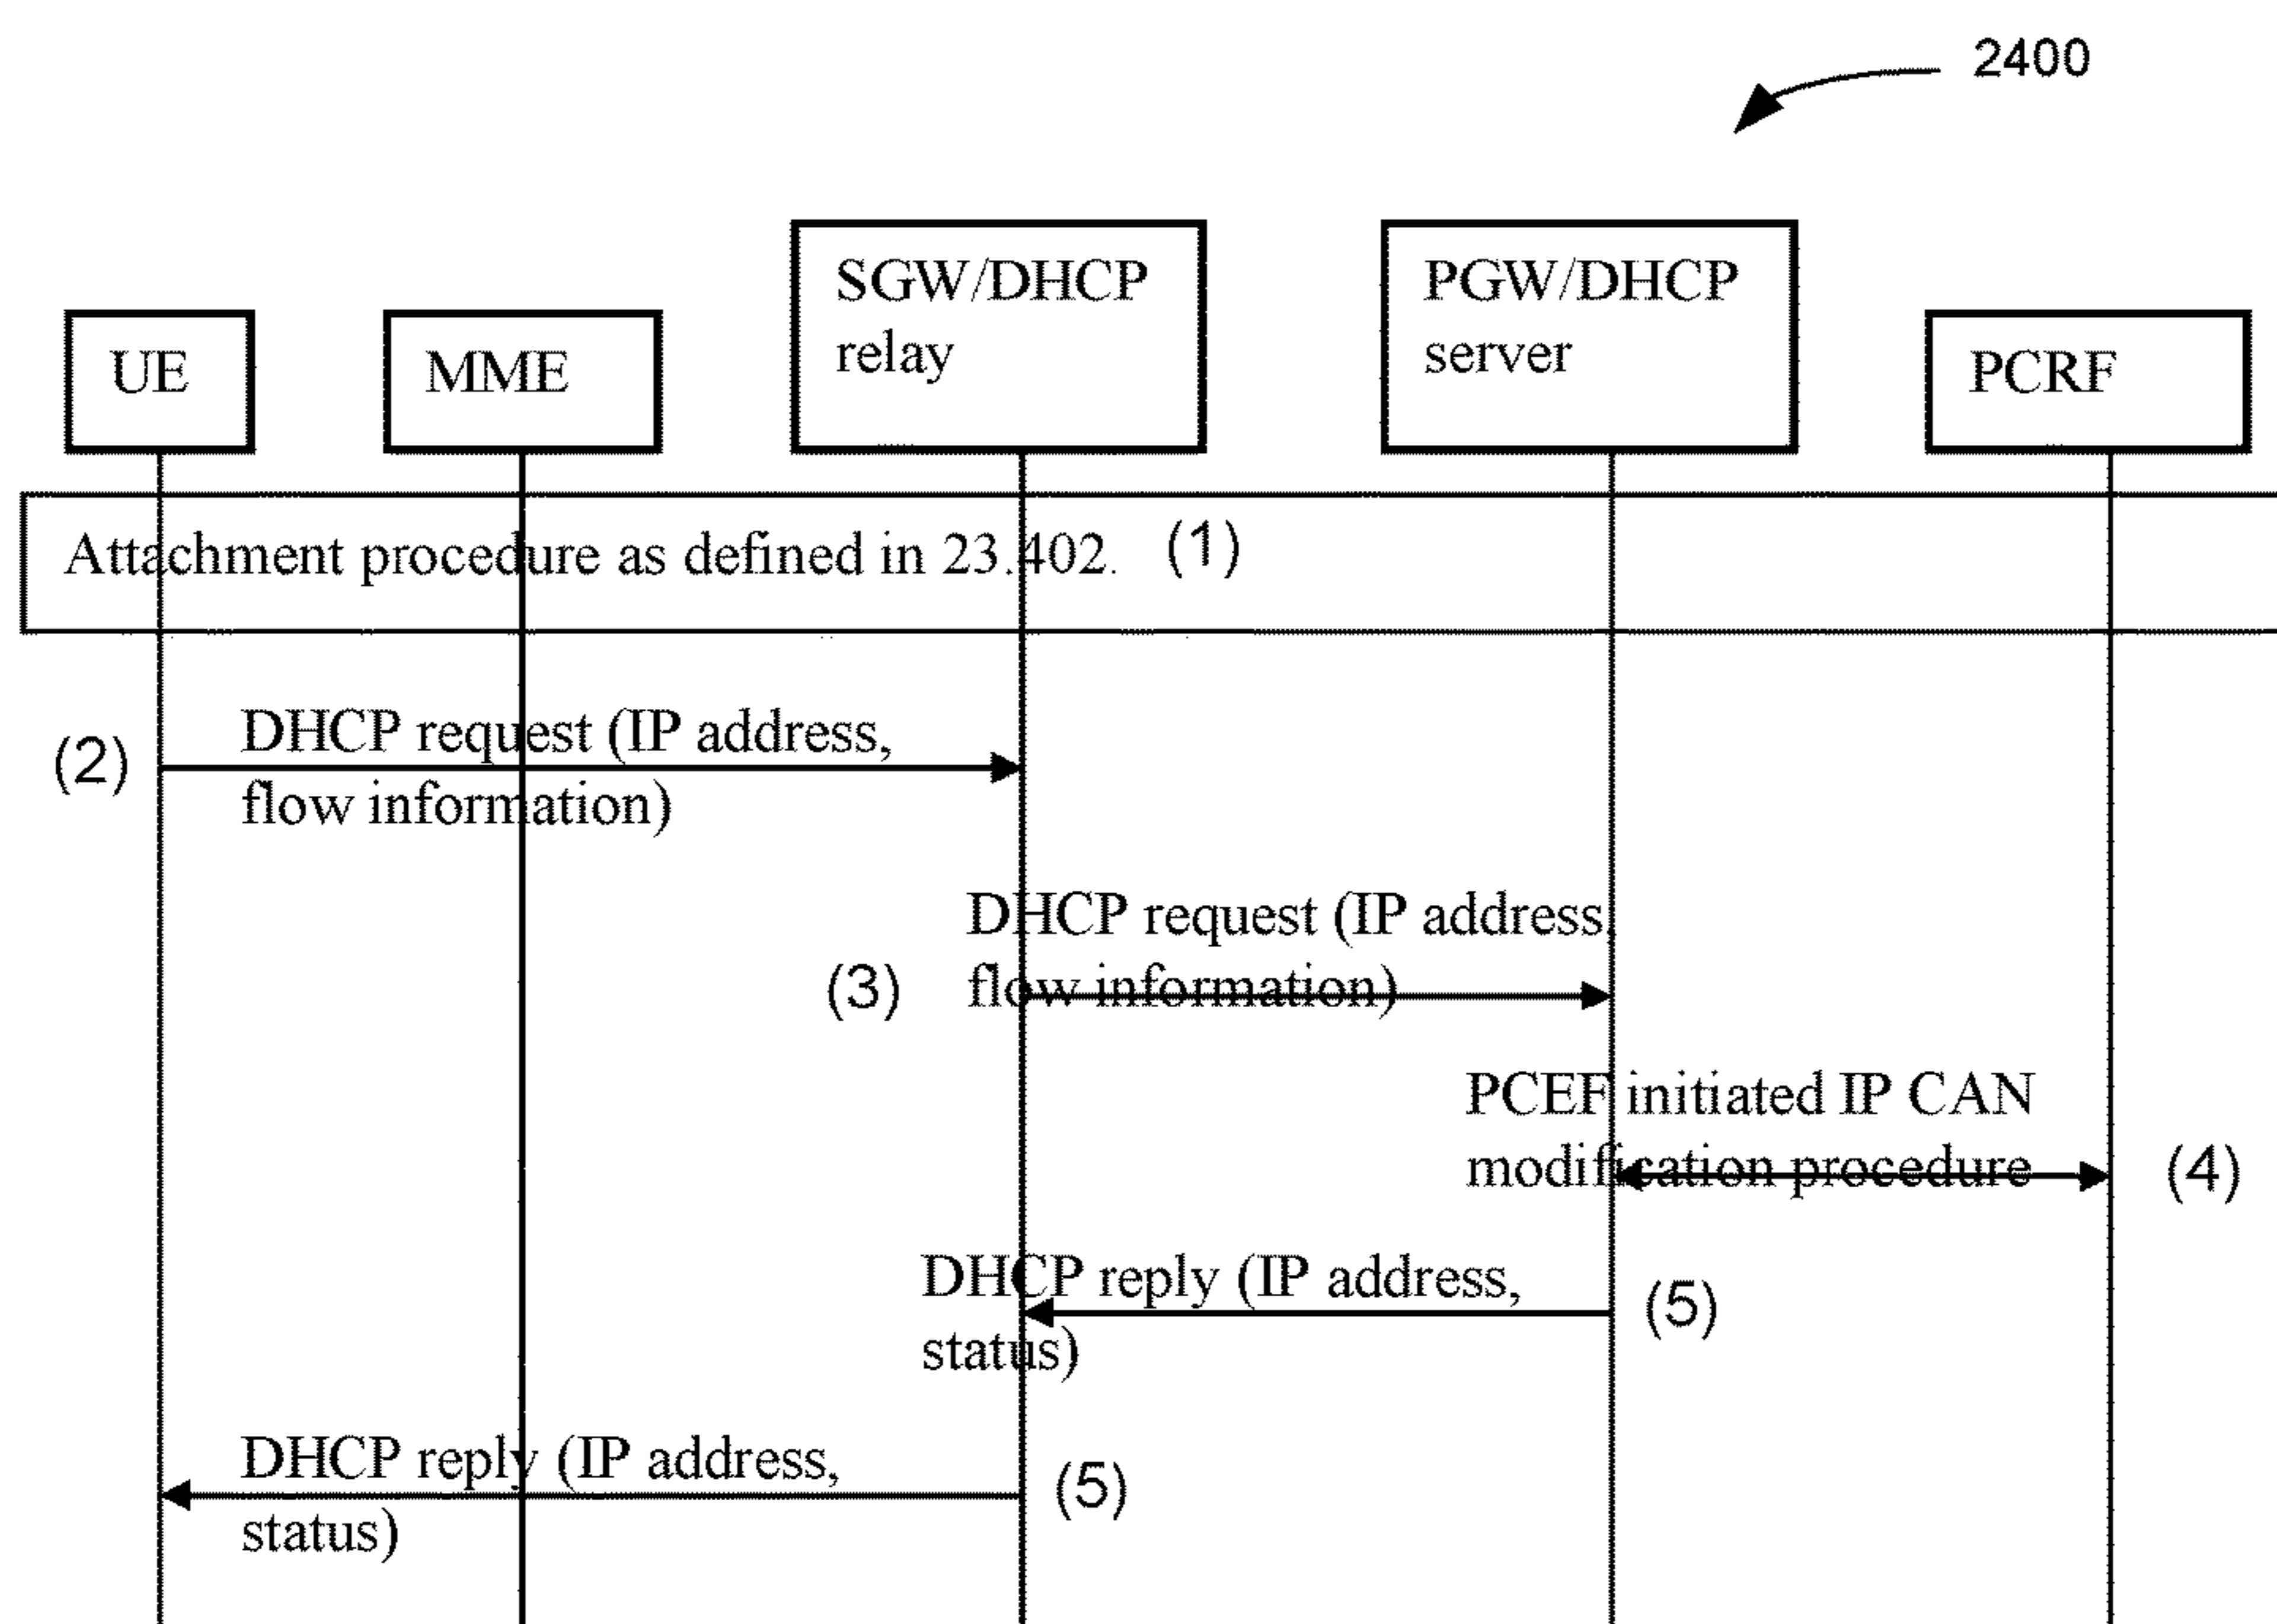 2400
UE
MME
SGW/DHCP
relay
PGW/DHCP
server
PCRF
Attachment procedure as defined in 23.402. (1)
(2)
DHCP request (IP address,
flow information)
(3)
DHCP request (IP address,
flow information)
PCEF initiated IP CAN
modification procedure
(4)
DHCP reply (IP address,
status)
(5)
DHCP reply (IP address,
status)
(5)